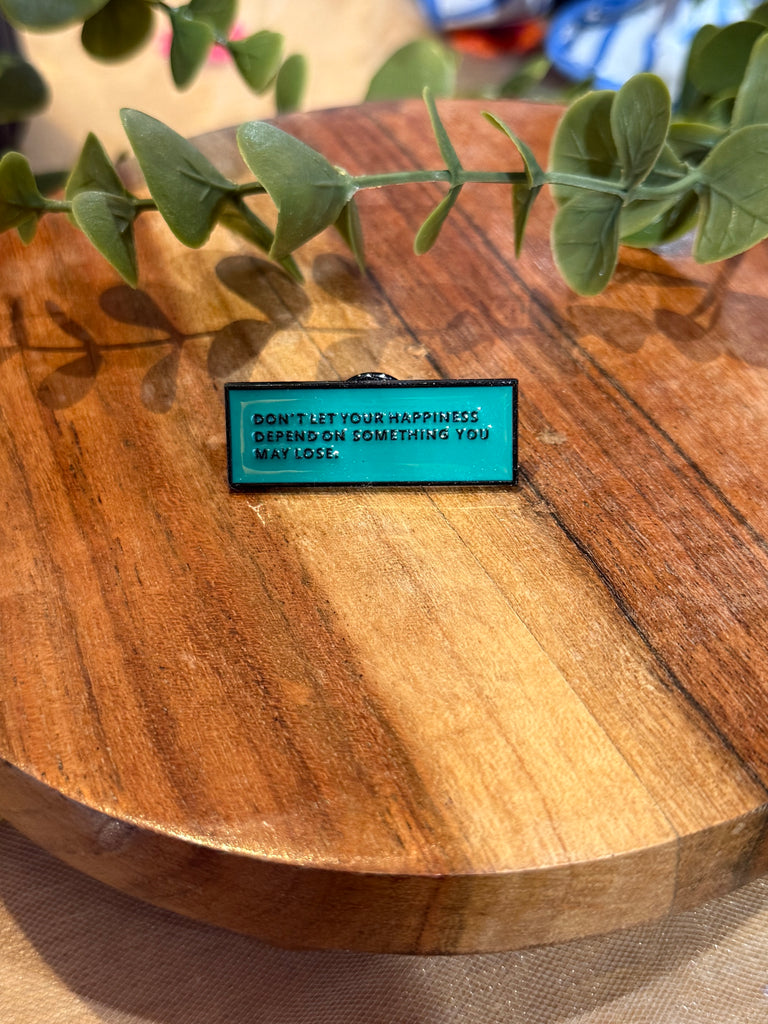 DON'T LET YOUR HAPPINESS
DEPEND ON SOMETHING YOU
MAY LOSE.